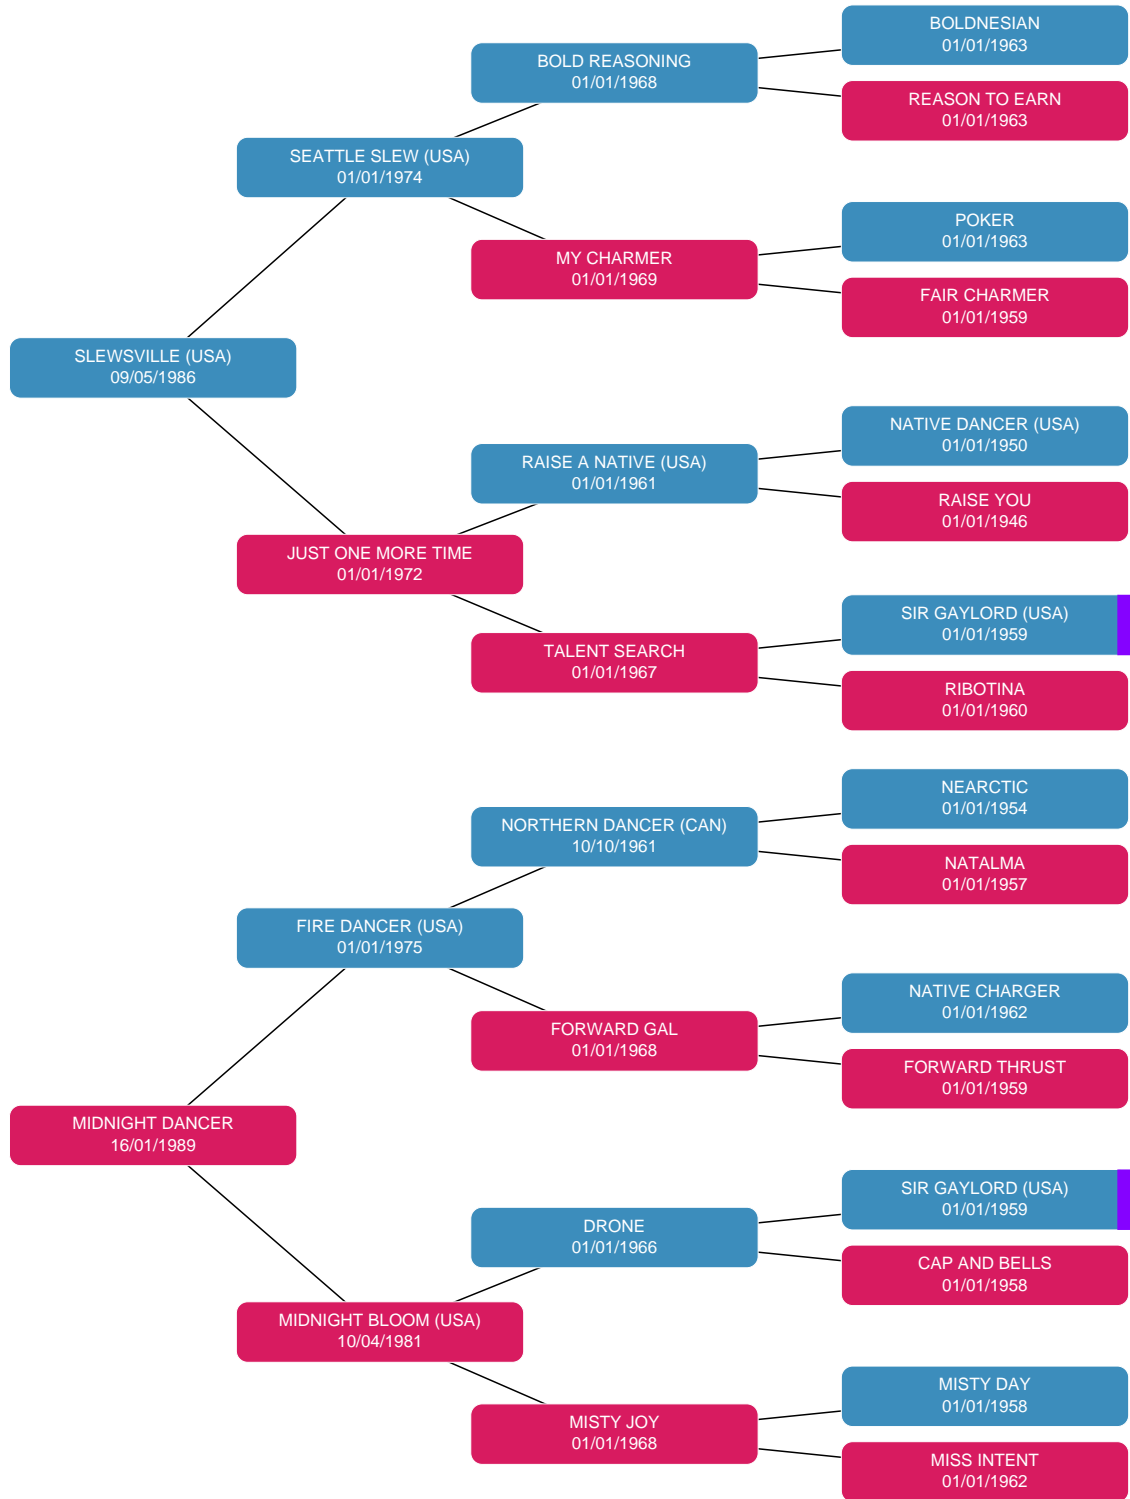 BOLDNESIAN
01/01/1963
BOLD REASONING
01/01/1968
REASON TO EARN
01/01/1963
SEATTLE SLEW (USA)
01/01/1974
POKER
01/01/1963
MY CHARMER
01/01/1969
FAIR CHARMER
01/01/1959
SLEWSVILLE (USA)
09/05/1986
NATIVE DANCER (USA)
01/01/1950
RAISE A NATIVE (USA)
01/01/1961
RAISE YOU
01/01/1946
JUST ONE MORE TIME
01/01/1972
SIR GAYLORD (USA)
01/01/1959
TALENT SEARCH
01/01/1967
RIBOTINA
01/01/1960
NEARCTIC
01/01/1954
NORTHERN DANCER (CAN)
10/10/1961
NATALMA
01/01/1957
FIRE DANCER (USA)
01/01/1975
NATIVE CHARGER
01/01/1962
FORWARD GAL
01/01/1968
FORWARD THRUST
01/01/1959
MIDNIGHT DANCER
16/01/1989
SIR GAYLORD (USA)
01/01/1959
DRONE
01/01/1966
CAP AND BELLS
01/01/1958
MIDNIGHT BLOOM (USA)
10/04/1981
MISTY DAY
01/01/1958
MISTY JOY
01/01/1968
MISS INTENT
01/01/1962